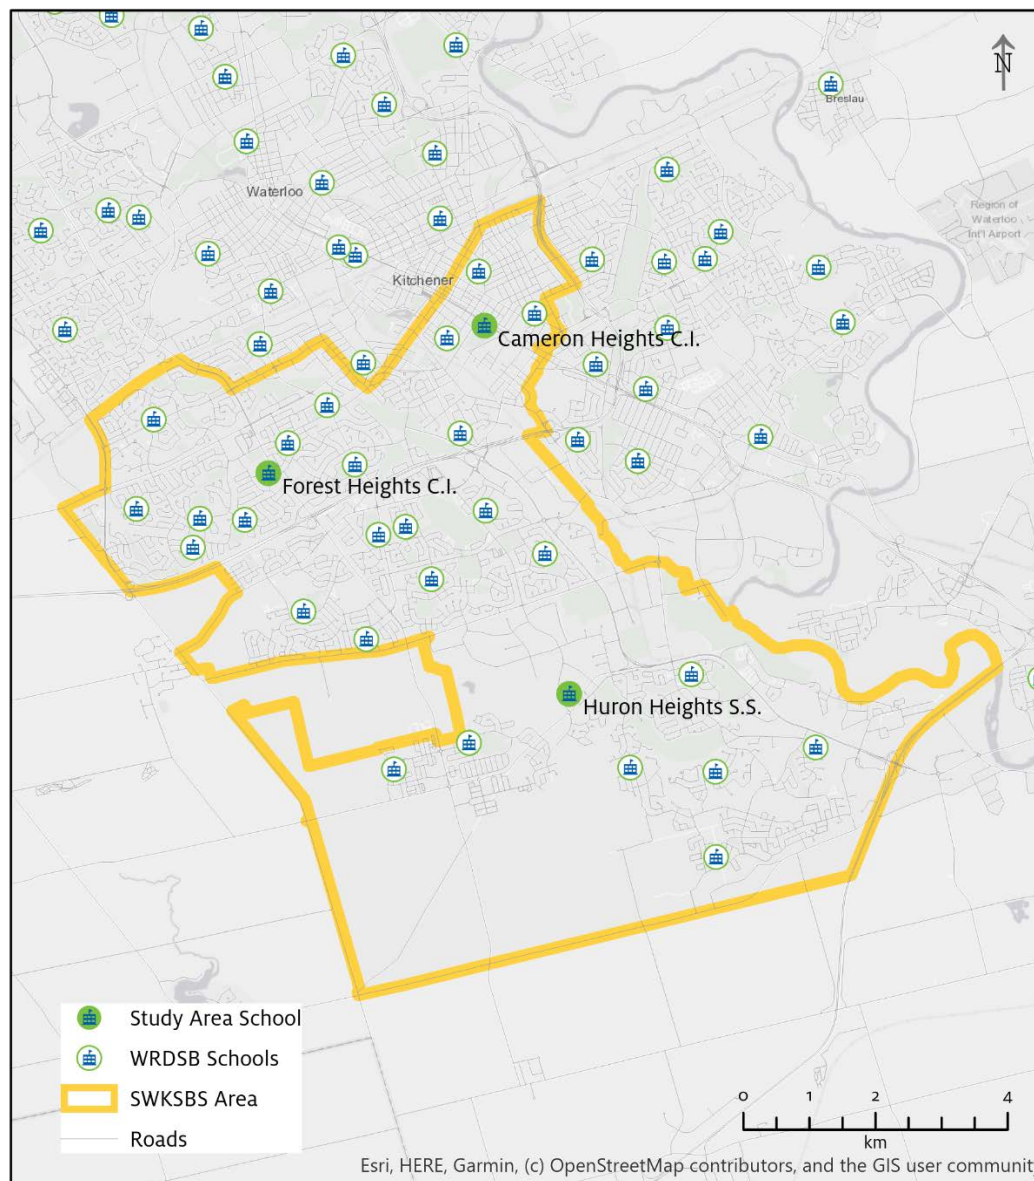 N
Breslau
Waterloo
Region of
Waterloo
Int'l Airport
Kitchener
Cameron Heights C.I.
Forest Heights C.I.
Huron Heights S.S.
Study Area School
WRDSB Schools
SWKSBS Area
Roads
0 1 2 4
km
Esri, HERE, Garmin, (c) OpenStreetMap contributors, and the GIS user communit